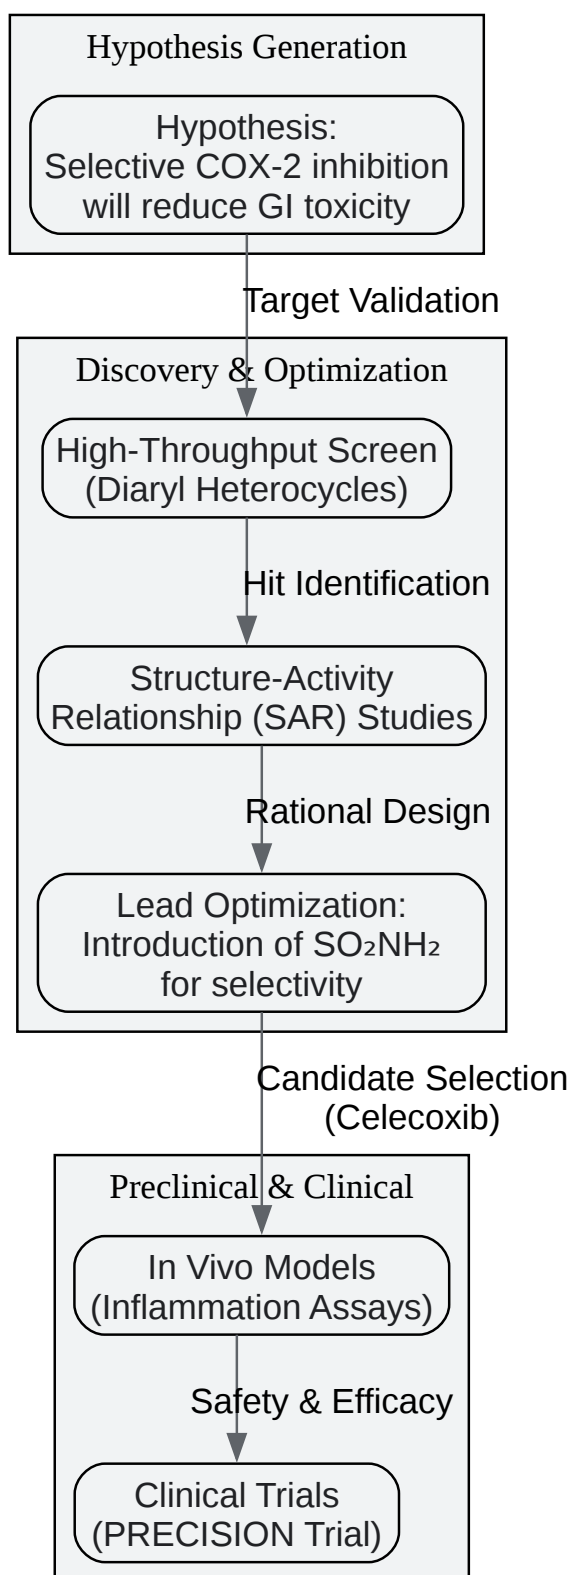 Hypothesis Generation
Hypothesis:
Selective COX-2 inhibition
will reduce GI toxicity
Target Validation
Discovery & Optimization
High-Throughput Screen
(Diaryl Heterocycles)
Hit Identification
Structure-Activity
Relationship (SAR) Studies
Rational Design
Lead Optimization:
Introduction of SO₂NH₂
for selectivity
Candidate Selection
(Celecoxib)
Preclinical & Clinical
In Vivo Models
(Inflammation Assays)
Safety & Efficacy
Clinical Trials
(PRECISION Trial)